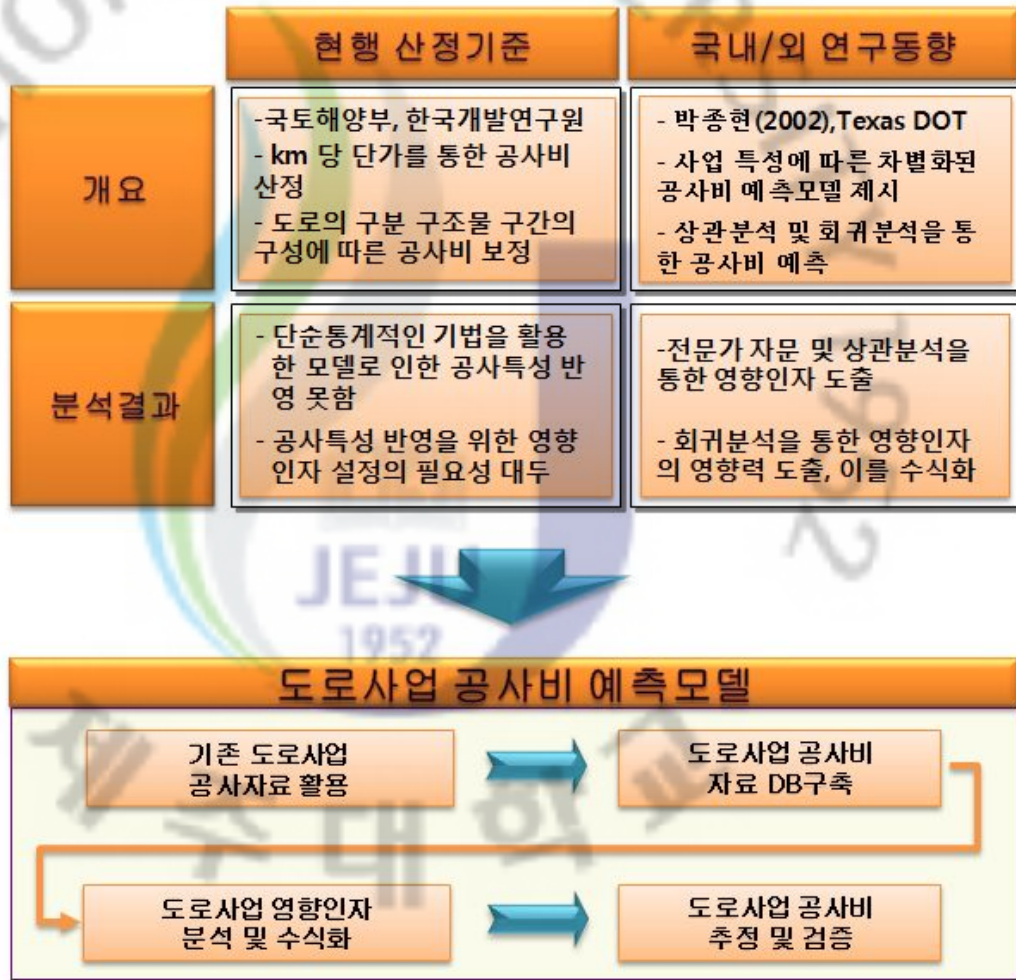 현행 산정기준
국내/외 연구동향
개요
-국토해양부, 한국개발연구원
- km 당 단가를 통한 공사비
산정
- 도로의 구분 구조물 구간의
구성에 따른 공사비 보정
- 박종현(2002),Texas DOT
- 사업 특성에 따른 차별화된
공사비 예측모델 제시
- 상관분석 및 회귀분석을 통
한 공사비 예측
분석결과
- 단순통계적인 기법을 활용
한 모델로 인한 공사특성 반
영 못함
- 공사특성 반영을 위한 영향
인자 설정의 필요성 대두
-전문가 자문 및 상관분석을
통한 영향인자 도출
- 회귀분석을 통한 영향인자
의 영향력 도출, 이를 수식화
JEJU
1952
도로사업 공사비 예측모델
기존 도로사업
공사자료 활용
도로사업 공사비
자료 DB구축
도로사업 영향인자
분석 및 수식화
도로사업 공사비
추정 및 검증
제주대학교
1952